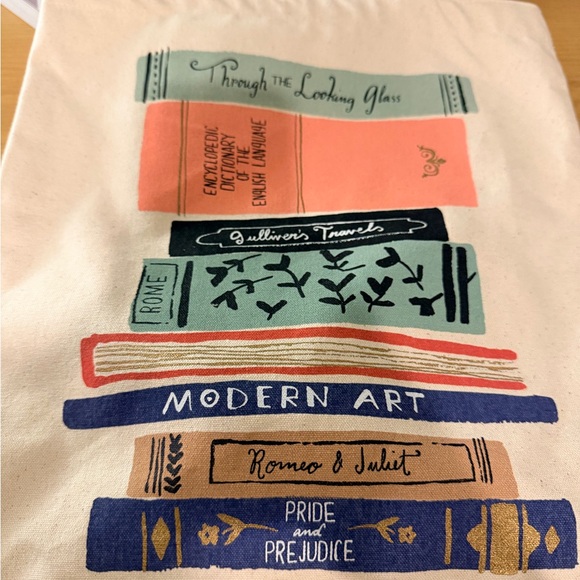 Through THE Looking Glass
ENCYCLOPEDIC
DICTIONARY
OF THE
ENGLISH LANGUAGE
Gulliver's Travels
ROME
MODERN ART
Romeo & Juliet
PRIDE
and
PREJUDICE